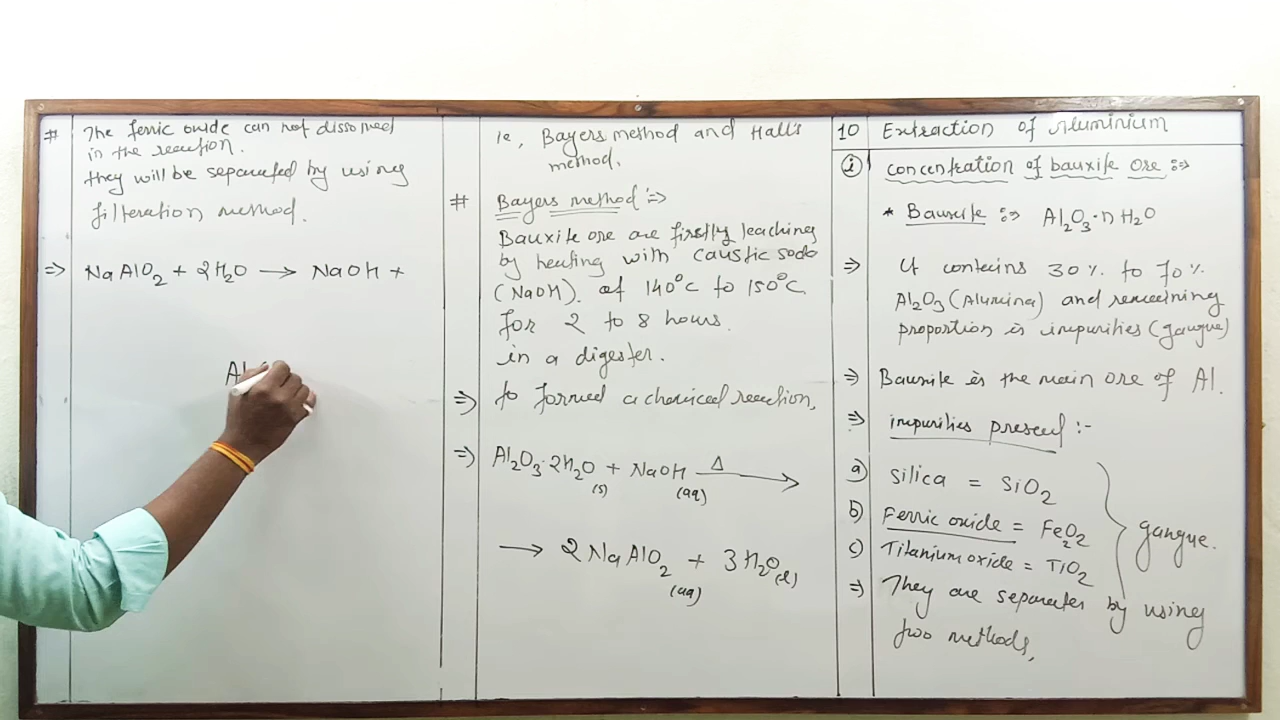 10 Extraction of Aluminium
i concentration of bauxite ore :⇒
* Bauxite :⇒ Al₂O₃·nH₂O
⇒ It contains 30% to 70%
Al₂O₃ (Alumina) and remaining
proportion is impurities (gangue)
⇒ Bauxite is the main ore of Al.
⇒ impurities present :-
a) Silica = SiO₂
b) Ferric oxide = Fe₂O₂
c) Titanium oxide = TiO₂
gangue.
⇒ They are separates by using
two methods,
ie, Bayers method and Hall's
method.
# Bayers method :⇒
Bauxite ore are firstly leaching
by heating with caustic soda
(NaOH). at 140°C to 150°C
for 2 to 8 hours.
in a digester.
⇒ to formed a chemical reaction,
⇒ Al₂O₃·2H₂O (s) + NaOH (aq) Δ→
→ 2NaAlO₂ (aq) + 3H₂O (l)
# The ferric oxide can not dissolved
in the reaction.
they will be separated by using
filteration method.
⇒ NaAlO₂ + 2H₂O → NaOH +
Al